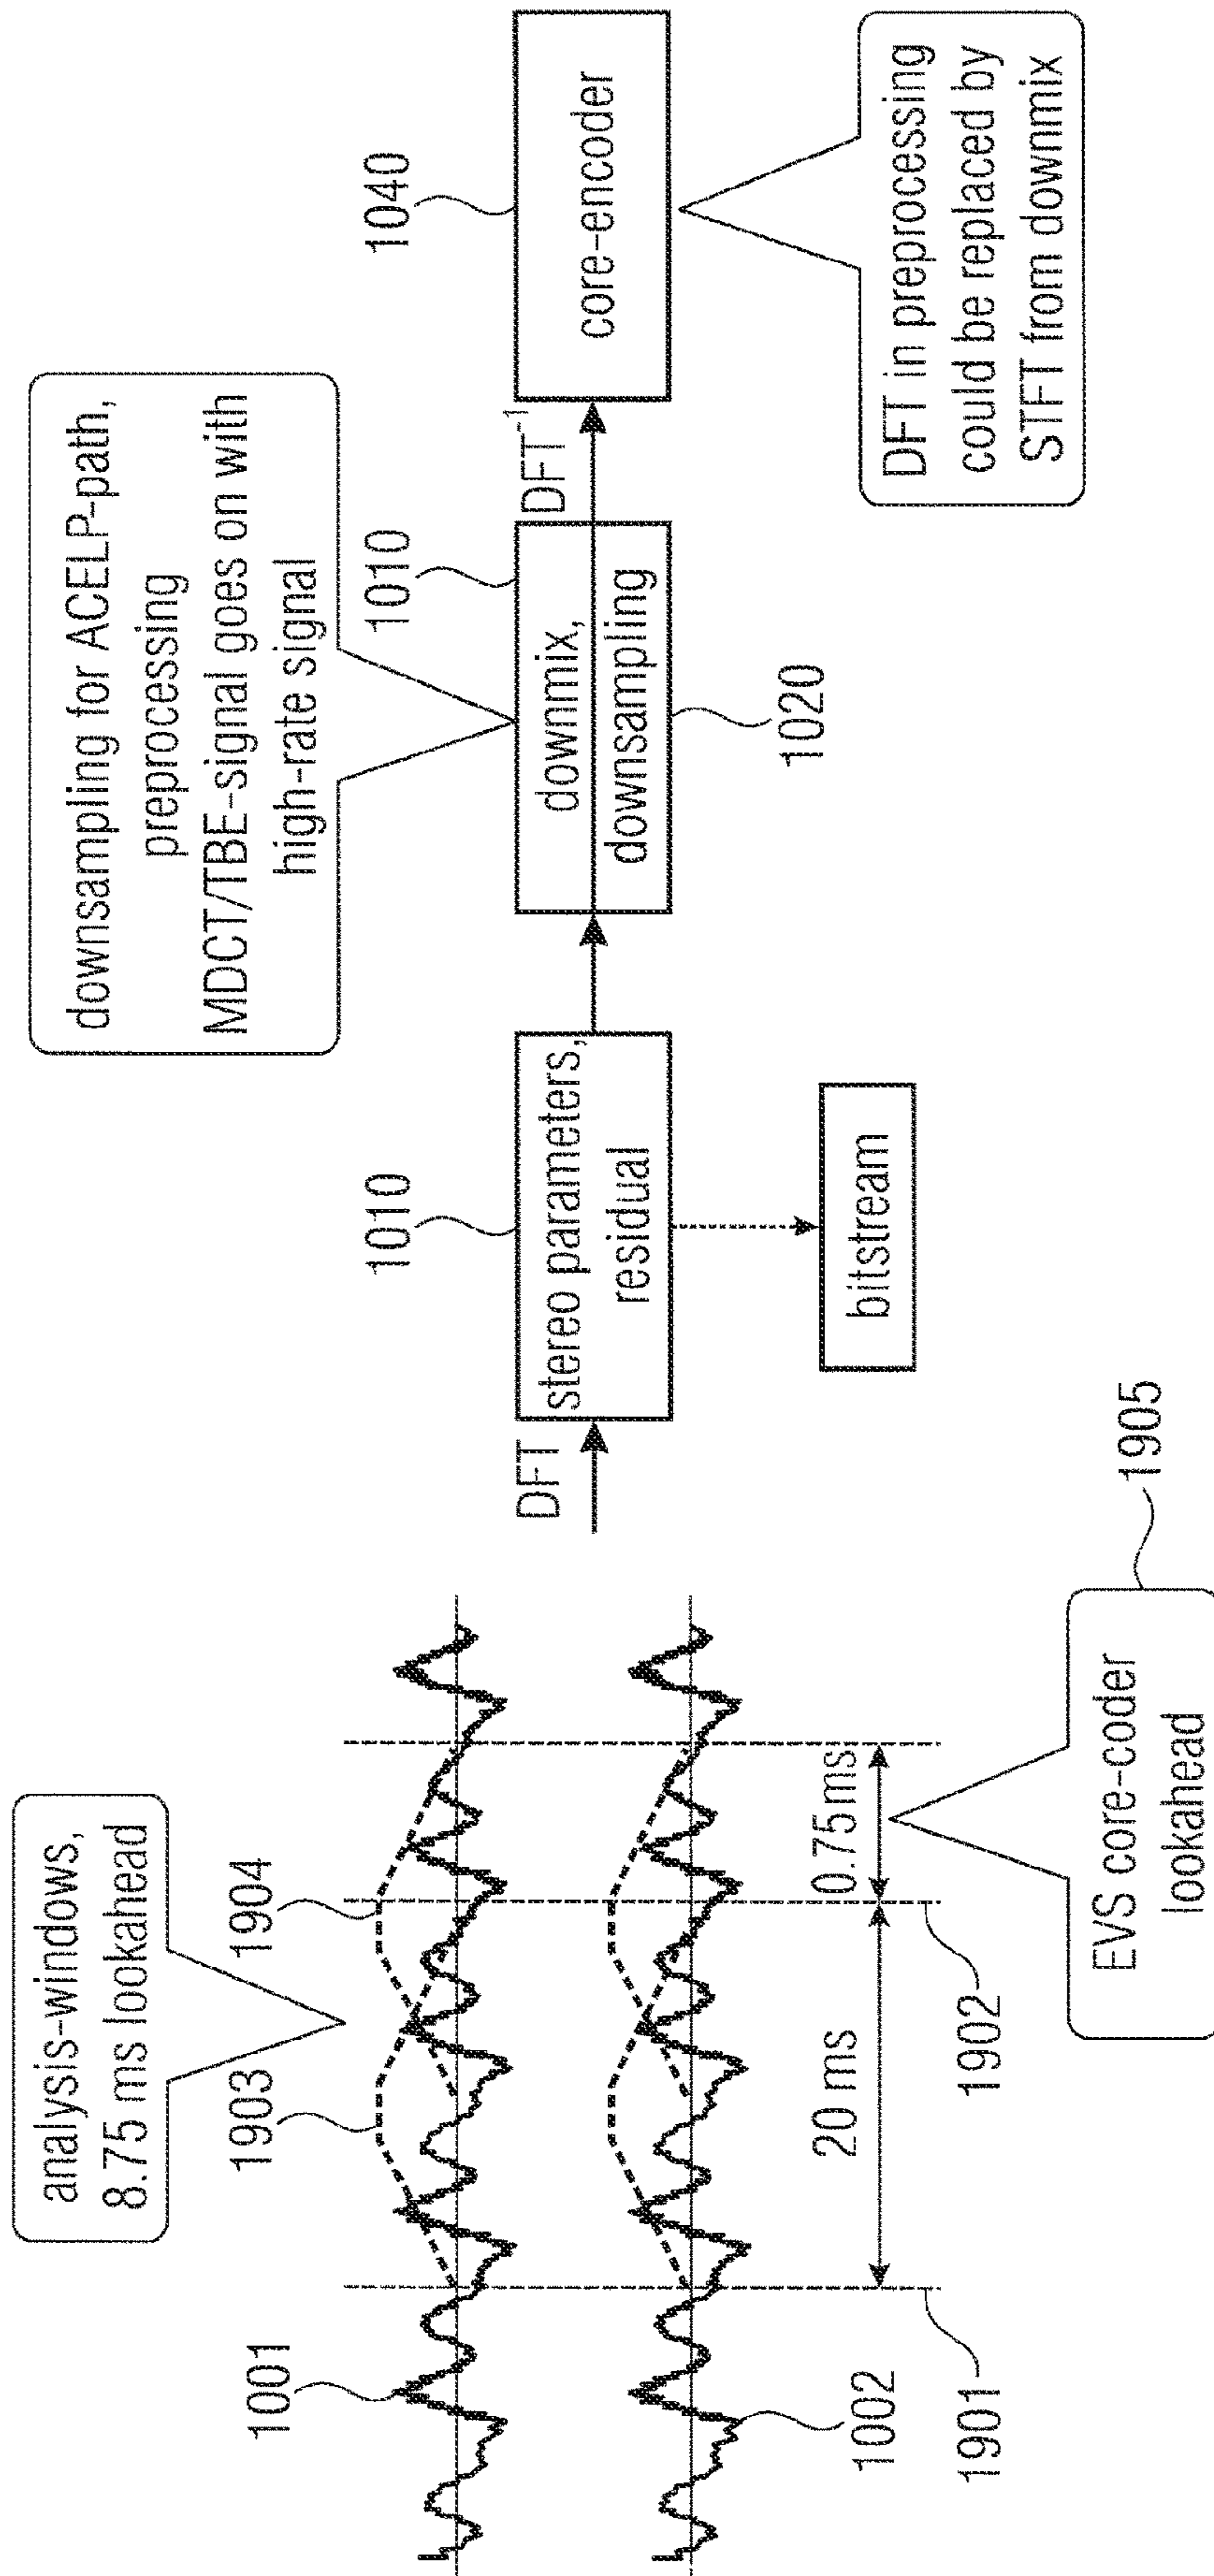 analysis-windows,
8.75 ms lookahead
1001
1903
1904
1002
1901
20 ms
1902
0.75ms
EVS core-coder
lookahead
1905
DFT
1010
stereo parameters,
residual
bitstream
downsampling for ACELP-path,
preprocessing
MDCT/TBE-signal goes on with
high-rate signal
1010
downmix,
downsampling
1020
DFT-1
1040
core-encoder
DFT in preprocessing
could be replaced by
STFT from downmix